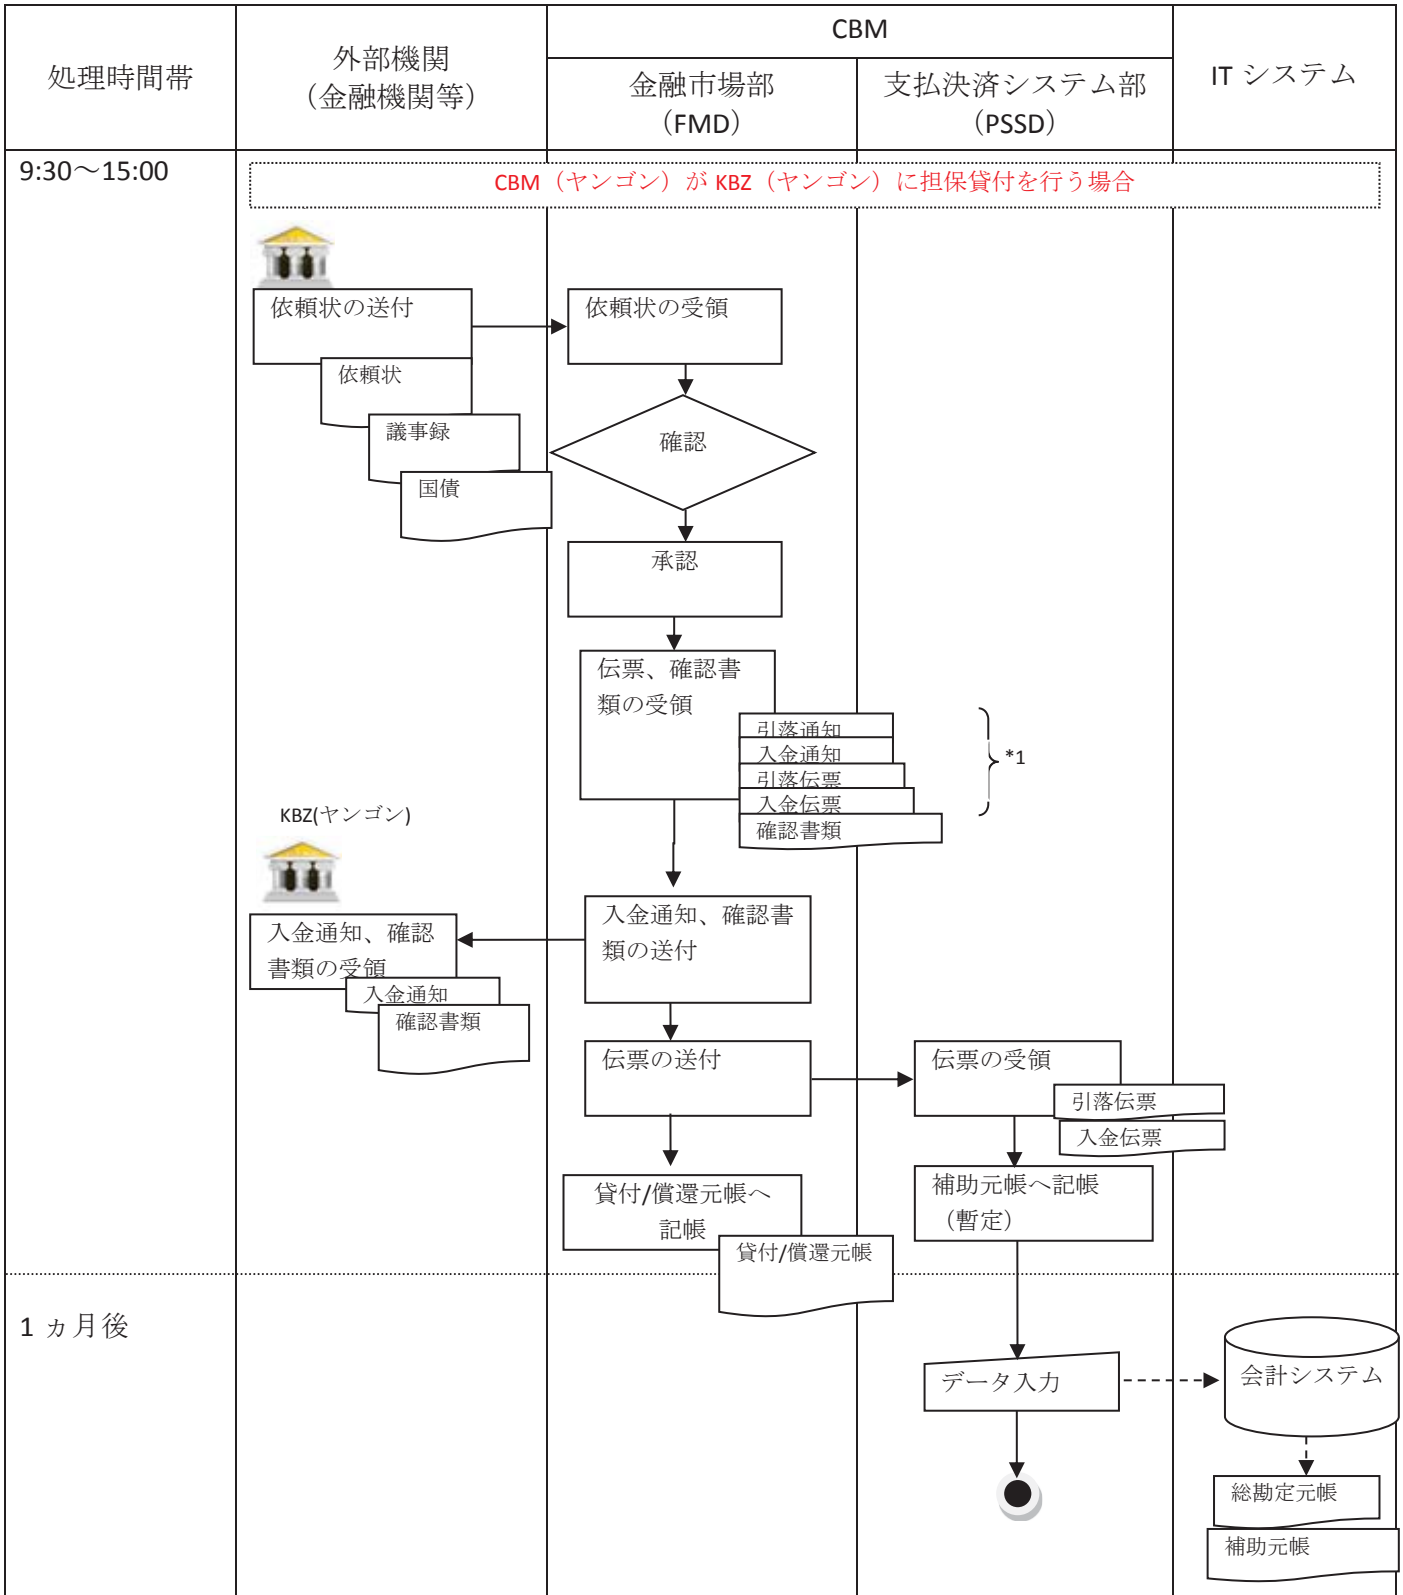 処理時間帯
外部機関
（金融機関等）
CBM
金融市場部
（FMD）
支払決済システム部
（PSSD）
IT システム
9:30～15:00
CBM（ヤンゴン）が KBZ（ヤンゴン）に担保貸付を行う場合
依頼状の送付
依頼状の受領
依頼状
議事録
国債
確認
承認
伝票、確認書
類の受領
引落通知
入金通知
引落伝票
入金伝票
確認書類
*1
KBZ(ヤンゴン)
入金通知、確認
書類の受領
入金通知
確認書類
入金通知、確認書
類の送付
伝票の送付
伝票の受領
引落伝票
入金伝票
貸付/償還元帳へ
記帳
貸付/償還元帳
補助元帳へ記帳
（暫定）
1 ヵ月後
データ入力
会計システム
総勘定元帳
補助元帳